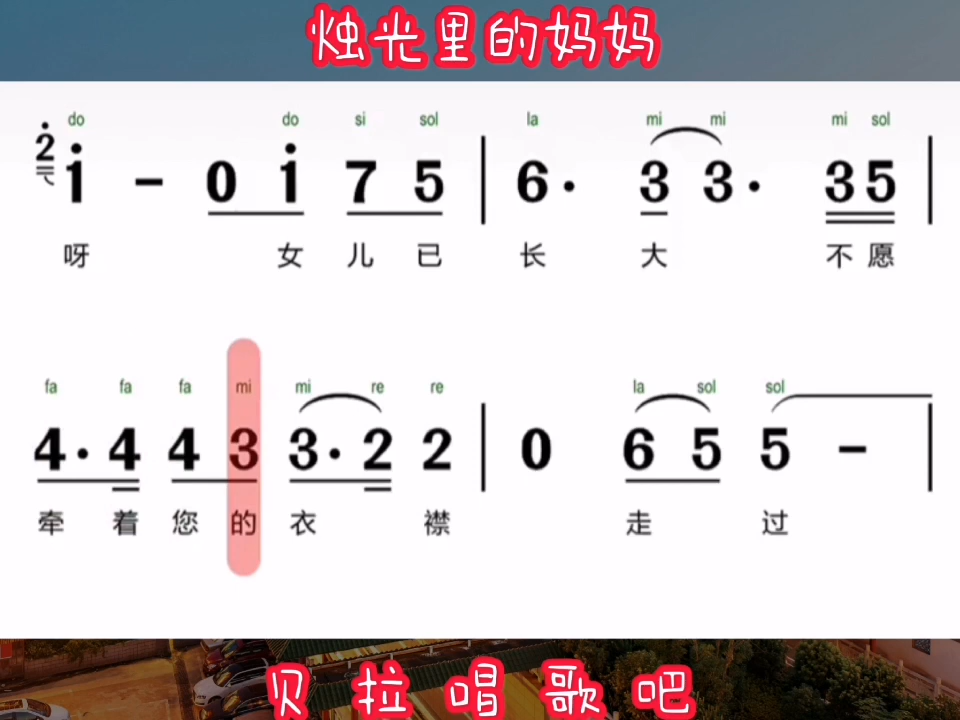 烛光里的妈妈
do do si sol la mi mi mi sol
2 1 - 0 1 7 5 6 · 3 3 · 3 5
呀 女 儿 已 长 大 不 愿
fa fa fa mi mi re re la sol sol
4 · 4 4 3 3 · 2 2 0 6 5 5 -
牵 着 您 的 衣 襟 走 过
贝 拉 唱 歌 吧